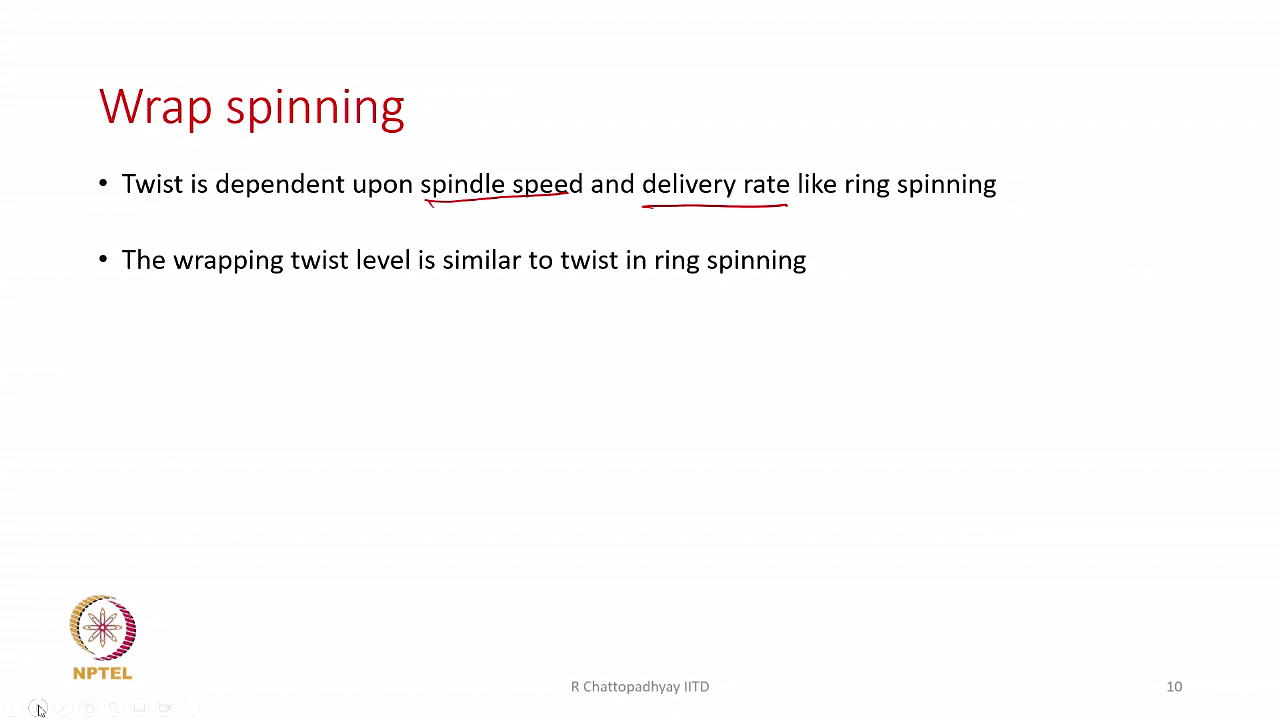 Wrap spinning
• Twist is dependent upon spindle speed and delivery rate like ring spinning
• The wrapping twist level is similar to twist in ring spinning
NPTEL
R Chattopadhyay IITD
10